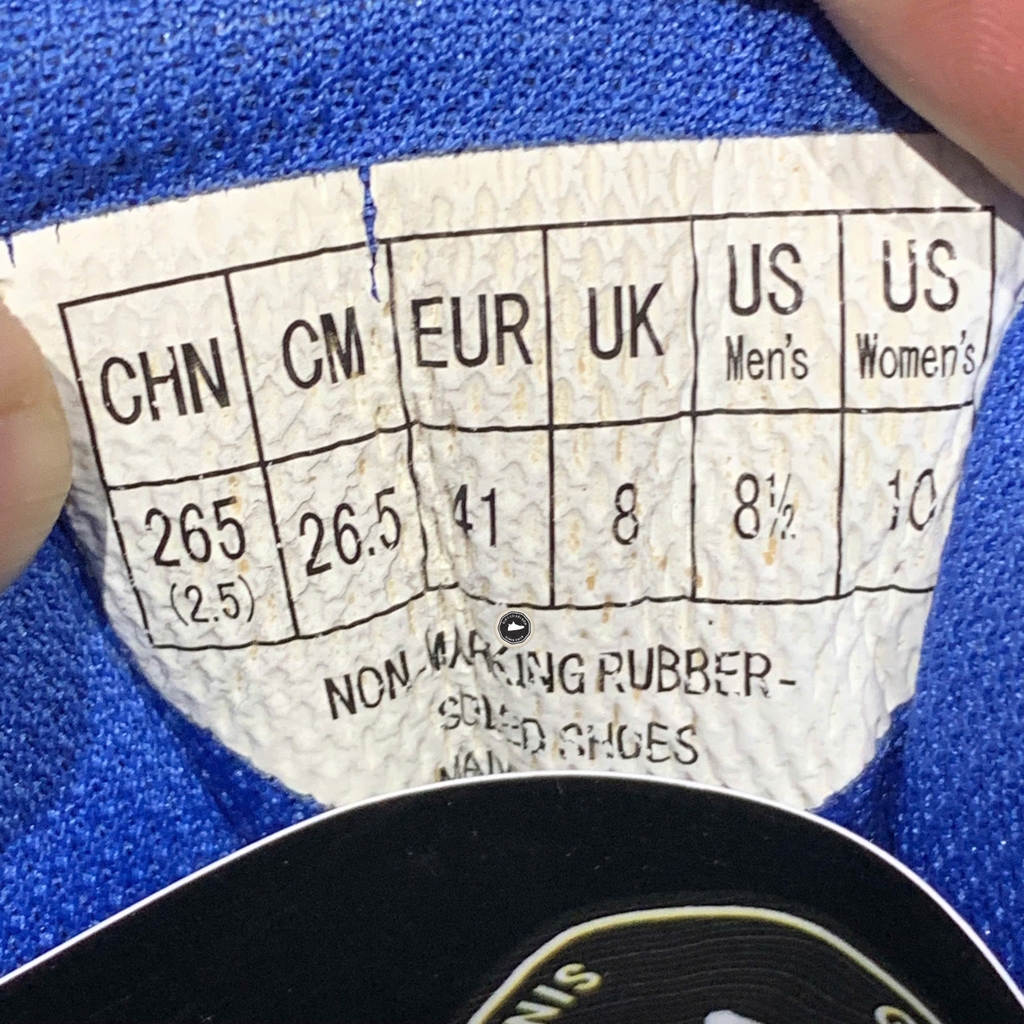 CHN CM EUR UK US Men's US Women's
265 (2.5) 26.5 41 8 8½ 10
NON-MARKING RUBBER-
SOLED SHOES